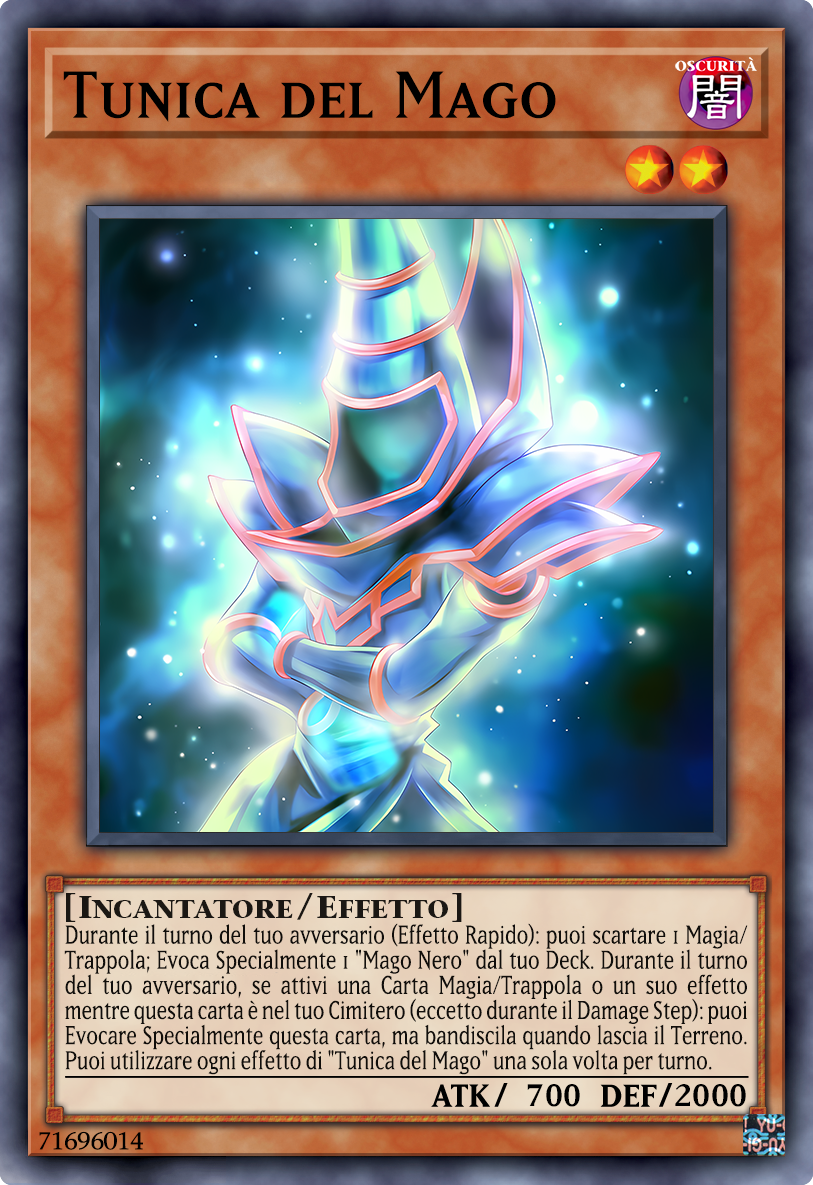 Tunica del Mago
OSCURITÀ
闇
[Incantatore/Effetto]
Durante il turno del tuo avversario (Effetto Rapido): puoi scartare 1 Magia/
Trappola; Evoca Specialmente 1 "Mago Nero" dal tuo Deck. Durante il turno
del tuo avversario, se attivi una Carta Magia/Trappola o un suo effetto
mentre questa carta è nel tuo Cimitero (eccetto durante il Damage Step): puoi
Evocare Specialmente questa carta, ma bandiscila quando lascia il Terreno.
Puoi utilizzare ogni effetto di "Tunica del Mago" una sola volta per turno.
ATK/ 700 DEF/2000
71696014